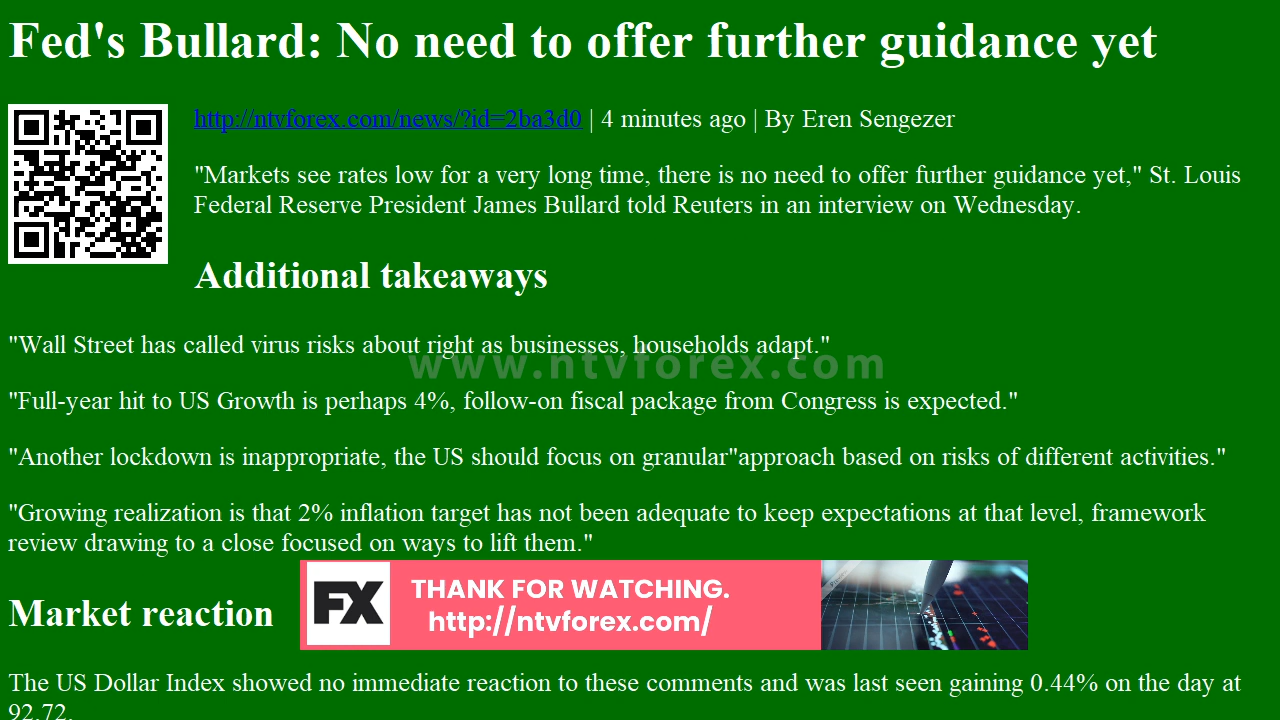 Fed's Bullard: No need to offer further guidance yet
http://ntvforex.com/news/?id=2ba3d0 | 4 minutes ago | By Eren Sengezer
"Markets see rates low for a very long time, there is no need to offer further guidance yet," St. Louis
Federal Reserve President James Bullard told Reuters in an interview on Wednesday.
Additional takeaways
"Wall Street has called virus risks about right as businesses, households adapt."
www.ntvforex.com
"Full-year hit to US Growth is perhaps 4%, follow-on fiscal package from Congress is expected."
"Another lockdown is inappropriate, the US should focus on granular"approach based on risks of different activities."
"Growing realization is that 2% inflation target has not been adequate to keep expectations at that level, framework
review drawing to a close focused on ways to lift them."
FX
THANK FOR WATCHING.
http://ntvforex.com/
Market reaction
The US Dollar Index showed no immediate reaction to these comments and was last seen gaining 0.44% on the day at
92.72.